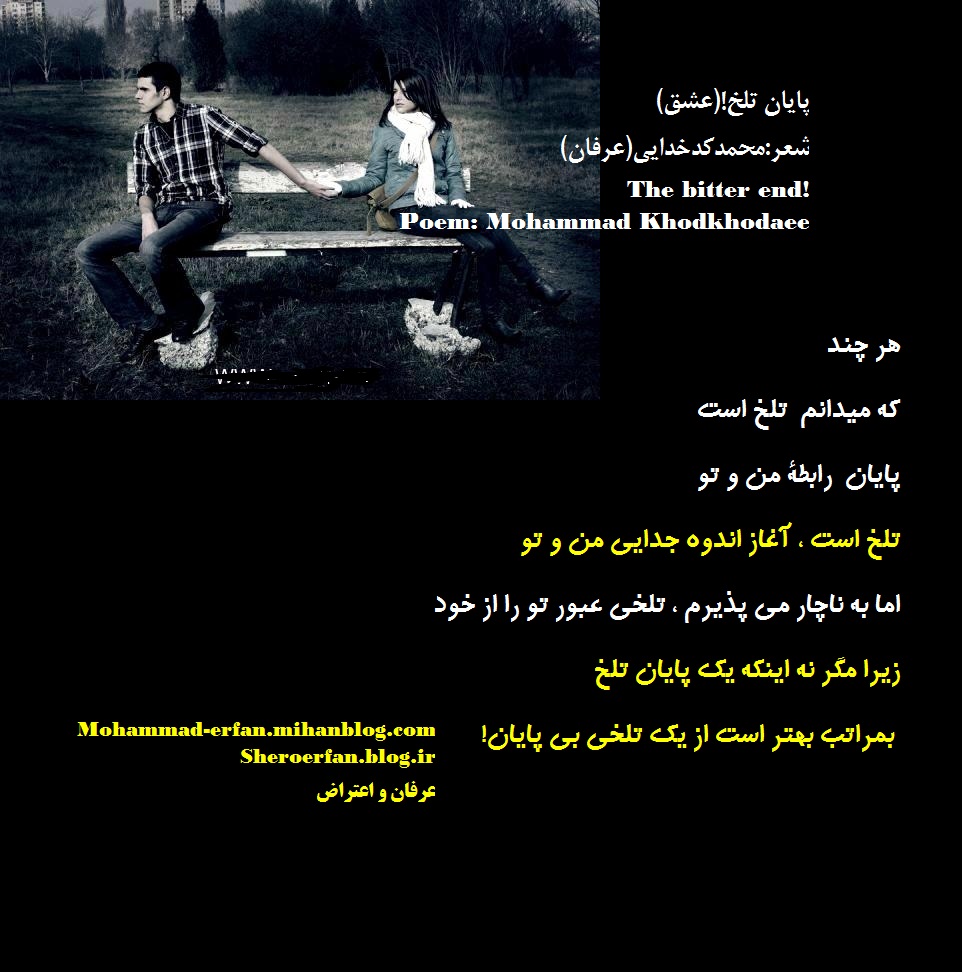 پایان تلخ!(عشق)
شعر:محمدکدخدایی(عرفان)
The bitter end!
Poem: Mohammad Khodkhodaee
هر چند
که میدانم تلخ است
پایان رابطهٔ من و تو
تلخ است ، آغاز اندوه جدایی من و تو
اما به ناچار می پذیرم ، تلخی عبور تو را از خود
زیرا مگر نه اینکه یک پایان تلخ
بمراتب بهتر است از یک تلخی بی پایان!
Mohammad-erfan.mihanblog.com
Sheroerfan.blog.ir
عرفان و اعتراض